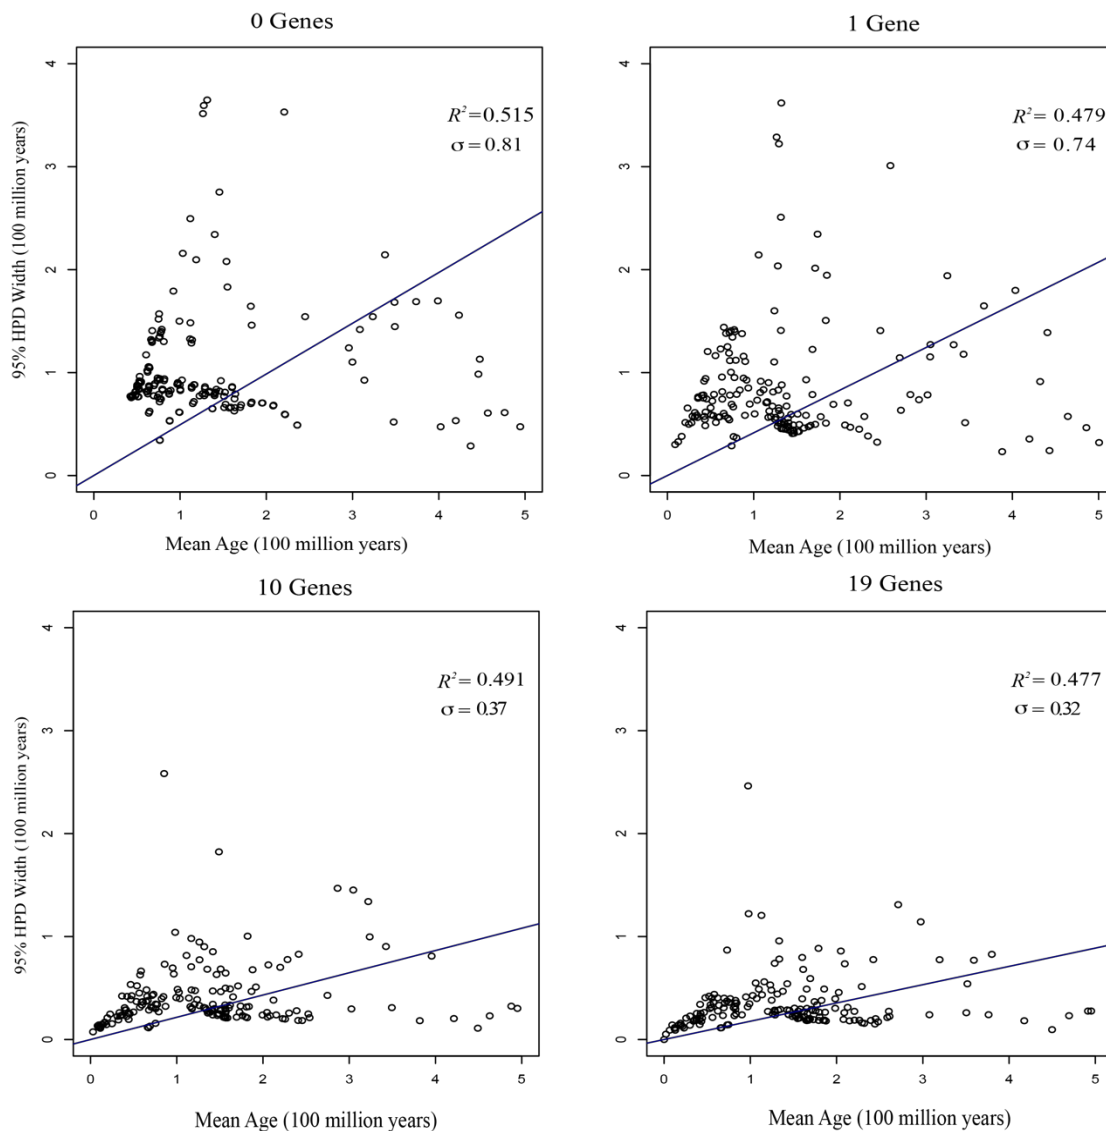 0 Genes
R²=0.515
σ=0.81
4
3
2
1
0
95% HPD Width (100 million years)
0 1 2 3 4 5
Mean Age (100 million years)
1 Gene
R²= 0.479
σ= 0.74
4
3
2
1
0
0 1 2 3 4 5
Mean Age (100 million years)
10 Genes
R²= 0.491
σ= 0.37
4
3
2
1
0
95% HPD Width (100 million years)
0 1 2 3 4 5
Mean Age (100 million years)
19 Genes
R²= 0.477
σ= 0.32
4
3
2
1
0
0 1 2 3 4 5
Mean Age (100 million years)